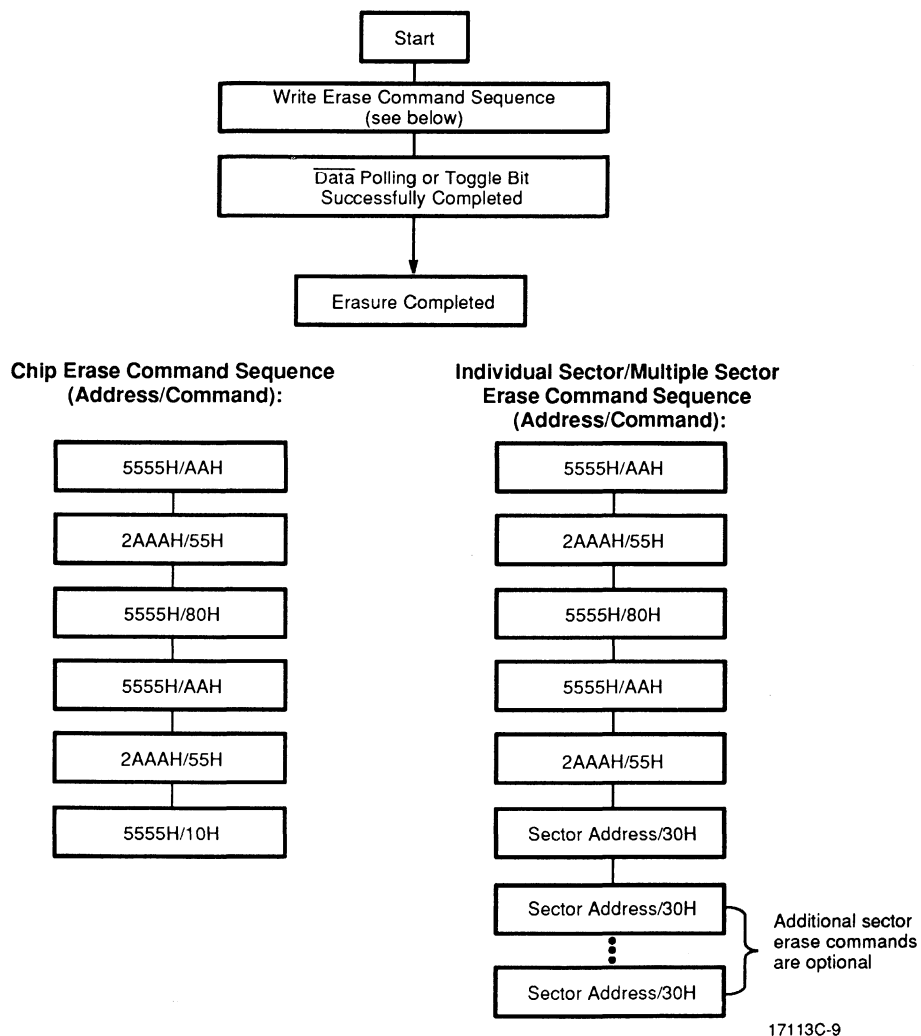 Start
Write Erase Command Sequence
(see below)
Data Polling or Toggle Bit
Successfully Completed
Erasure Completed
Chip Erase Command Sequence
(Address/Command):
5555H/AAH
2AAAH/55H
5555H/80H
5555H/AAH
2AAAH/55H
5555H/10H
Individual Sector/Multiple Sector
Erase Command Sequence
(Address/Command):
5555H/AAH
2AAAH/55H
5555H/80H
5555H/AAH
2AAAH/55H
Sector Address/30H
Sector Address/30H
Sector Address/30H
Additional sector
erase commands
are optional
17113C-9